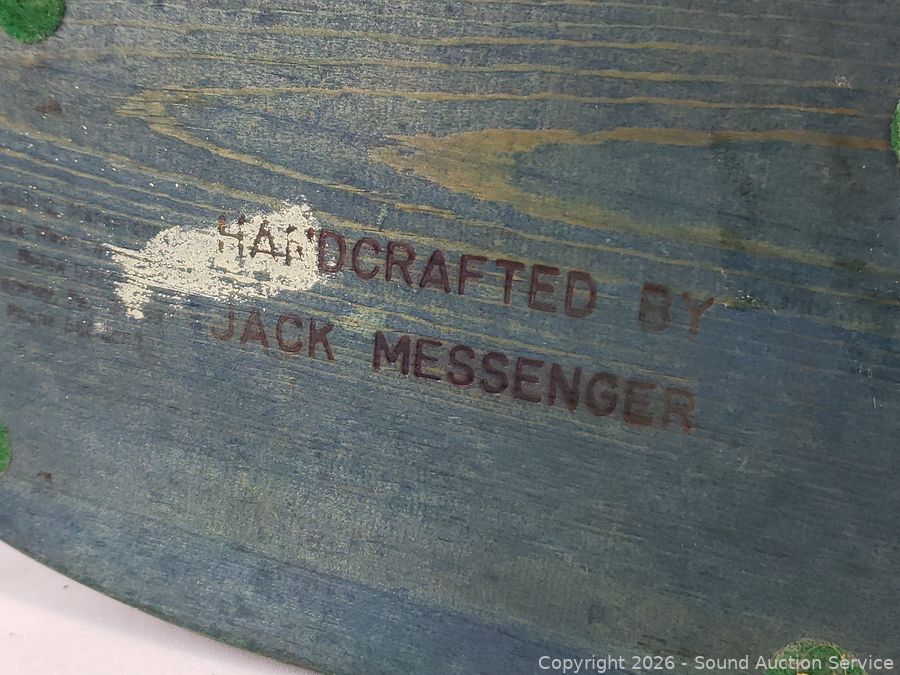 HANDCRAFTED BY
JACK MESSENGER
Copyright 2026 - Sound Auction Service